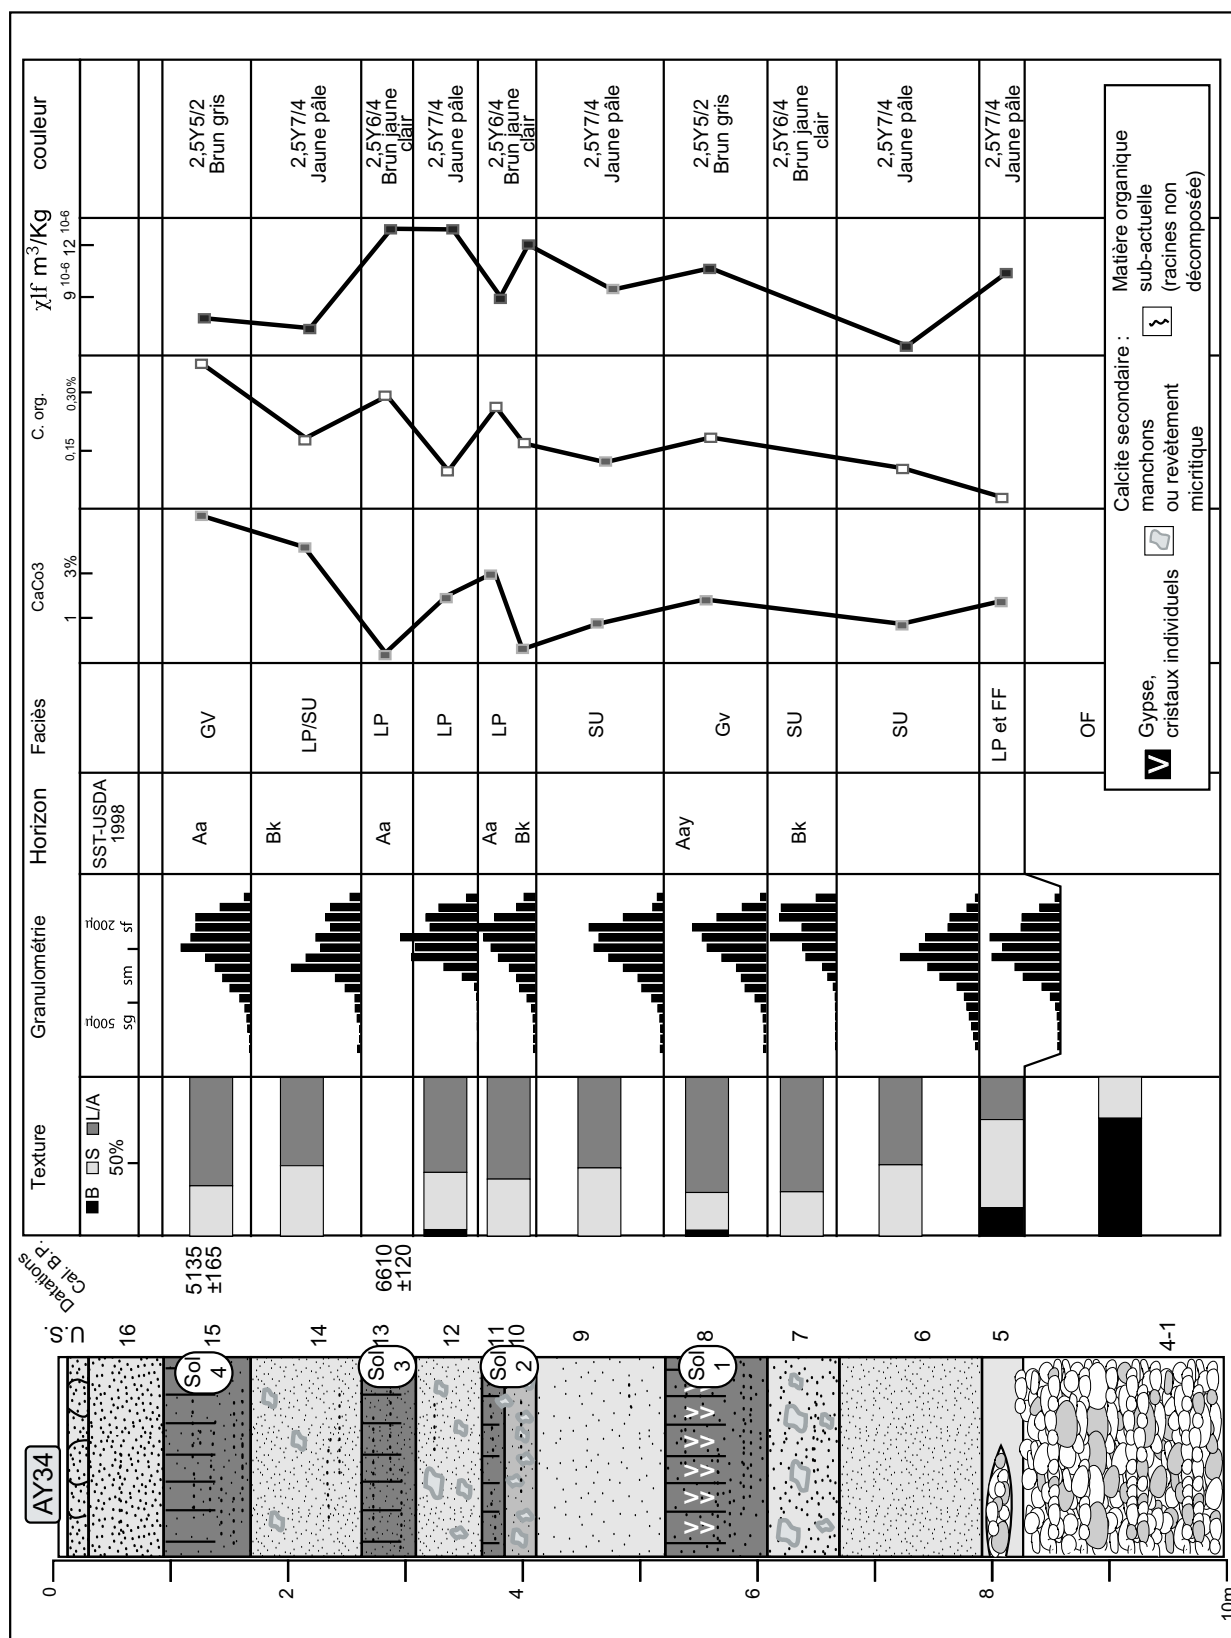 AY34
U.S.
Datations
Cal. B.P.
Texture
Granulométrie
Horizon
Faciès
CaCo3
C. org.
χlf m³/Kg
couleur
B S L/A
50%
500µ
200µ
sg
sm
sf
SST-USDA
1998
1
3%
0,15
0,30%
9 10-6
12 10-6
16
Sol
4
15
5135
±165
Aa
GV
2,5Y5/2
Brun gris
14
Bk
LP/SU
2,5Y7/4
Jaune pâle
Sol
3
13
6610
±120
Aa
LP
2,5Y6/4
Brun jaune
clair
12
LP
2,5Y7/4
Jaune pâle
Sol
2
11
10
Aa
Bk
LP
2,5Y6/4
Brun jaune
clair
9
SU
2,5Y7/4
Jaune pâle
Sol
1
8
V V V V V V
V V V V V V
Aay
Gv
2,5Y5/2
Brun gris
7
Bk
SU
2,5Y6/4
Brun jaune
clair
6
SU
2,5Y7/4
Jaune pâle
5
LP et FF
2,5Y7/4
Jaune pâle
4-1
OF
0
2
4
6
8
10m
V
Gypse,
cristaux individuels
Calcite secondaire :
manchons
ou revêtement
micritique
Matière organique
sub-actuelle
(racines non
décomposée)